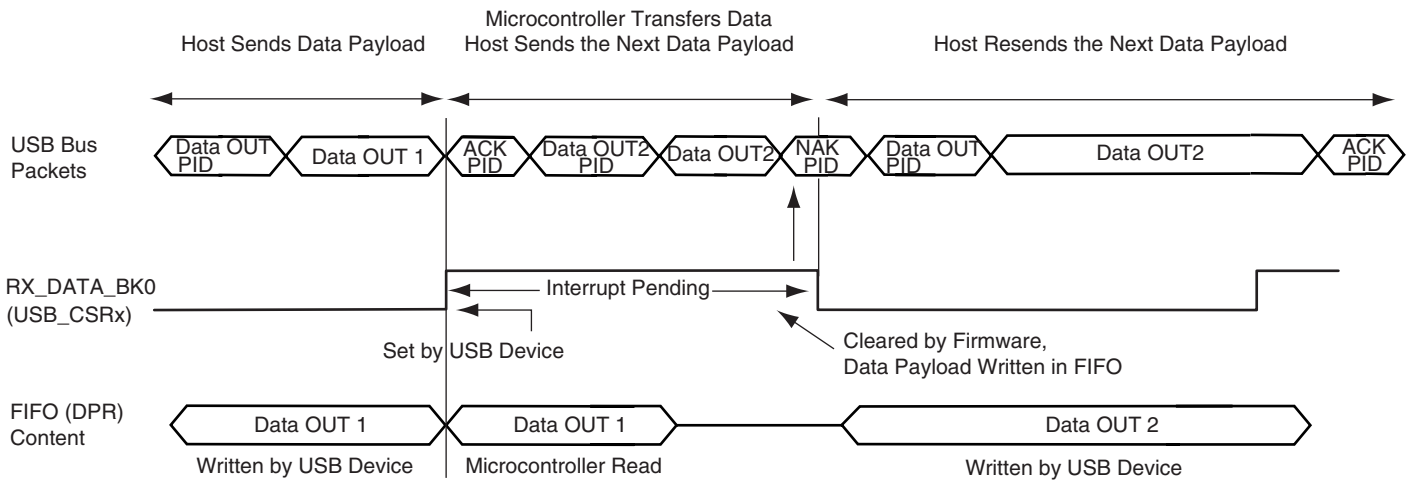 Microcontroller Transfers Data
Host Sends Data Payload
Host Sends the Next Data Payload
Host Resends the Next Data Payload
USB Bus
Packets
Data OUT
PID
Data OUT 1
ACK
PID
Data OUT2
PID
Data OUT2
NAK
PID
Data OUT
PID
Data OUT2
ACK
PID
RX_DATA_BK0
(USB_CSRx)
Interrupt Pending
Set by USB Device
Cleared by Firmware,
Data Payload Written in FIFO
FIFO (DPR)
Content
Data OUT 1
Data OUT 1
Data OUT 2
Written by USB Device
Microcontroller Read
Written by USB Device